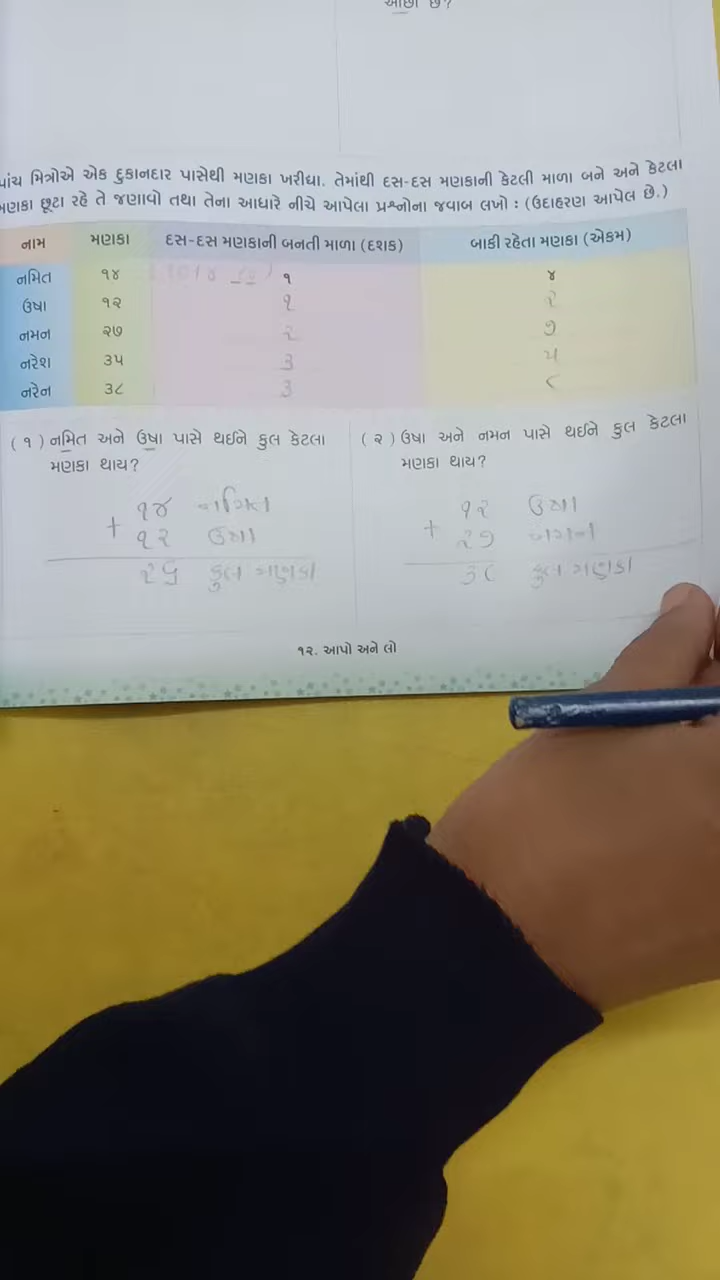 ઓછા છે?
પાંચ મિત્રોએ એક દુકાનદાર પાસેથી મણકા ખરીદ્યા. તેમાંથી દસ-દસ મણકાની કેટલી માળા બને અને કેટલા
મણકા છૂટા રહે તે જણાવો તથા તેના આધારે નીચે આપેલા પ્રશ્નોના જવાબ લખો : (ઉદાહરણ આપેલ છે.)
નામ મણકા દસ-દસ મણકાની બનતી માળા (દશક) બાકી રહેતા મણકા (એકમ)
નમિત ૧૪ ૧ ૪
ઉષા ૧૨ ૧ ૨
નમન ૨૭ ૨ ૭
નરેશ ૩૫ ૩ ૫
નરેન ૩૮ ૩ ૮
(૧) નમિત અને ઉષા પાસે થઈને કુલ કેટલા
મણકા થાય?
૧૪ નમિત
+ ૧૨ ઉષા
૨૬ કુલ મણકા
(૨) ઉષા અને નમન પાસે થઈને કુલ કેટલા
મણકા થાય?
૧૨ ઉષા
+ ૨૭ નમન
૩૯ કુલ મણકા
૧૨. આપો અને લો